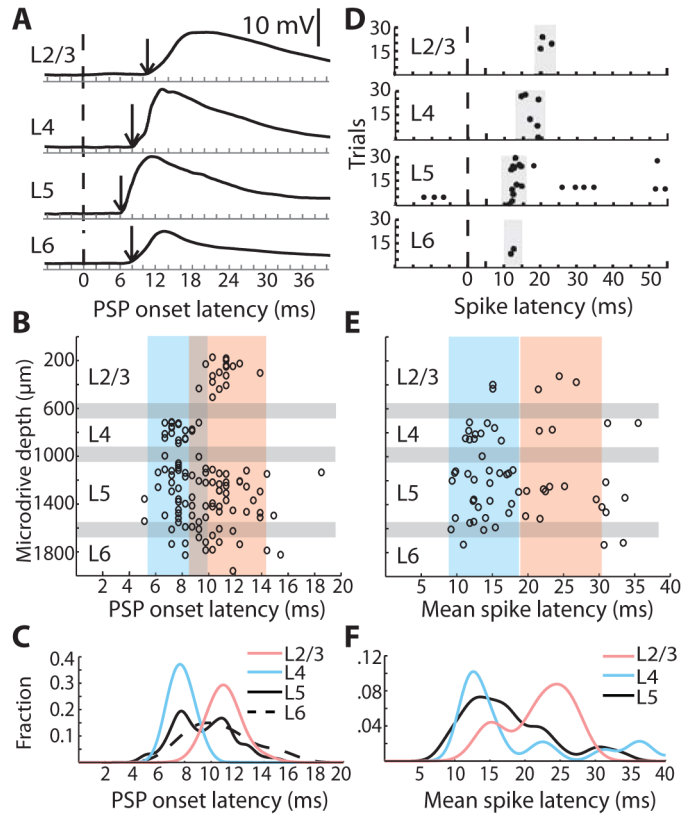 A
10 mV
L2/3
L4
L5
L6
0 6 12 18 24 30 36
PSP onset latency (ms)
D
Trials
30
15
L2/3
30
15
L4
30
15
L5
30
15
L6
0 10 20 30 40 50
Spike latency (ms)
B
Microdrive depth (µm)
200
600
1000
1400
1800
L2/3
L4
L5
L6
2 4 6 8 10 12 14 16 18 20
PSP onset latency (ms)
E
L2/3
L4
L5
L6
5 10 15 20 25 30 35 40
Mean spike latency (ms)
C
Fraction
0.4
0.3
0.2
0.1
L2/3
L4
L5
L6
0 2 4 6 8 10 12 14 16 18 20
PSP onset latency (ms)
F
.12
.08
.04
L2/3
L4
L5
0 5 10 15 20 25 30 35 40
Mean spike latency (ms)